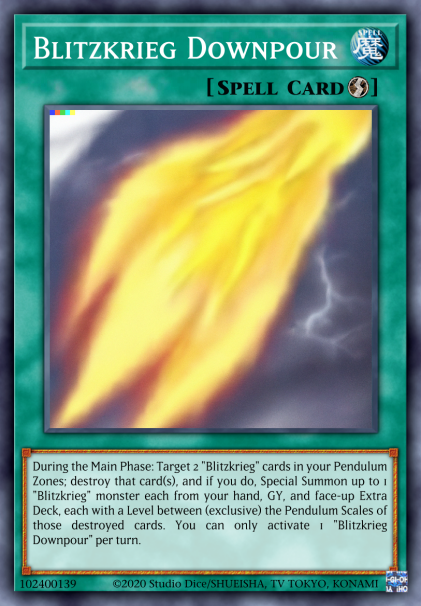 BLITZKRIEG DOWNPOUR
SPELL
魔
[SPELL CARD]
During the Main Phase: Target 2 "Blitzkrieg" cards in your Pendulum
Zones; destroy that card(s), and if you do, Special Summon up to 1
"Blitzkrieg" monster each from your hand, GY, and face-up Extra
Deck, each with a Level between (exclusive) the Pendulum Scales of
those destroyed cards. You can only activate 1 "Blitzkrieg
Downpour" per turn.
102400139 ©2020 Studio Dice/SHUEISHA, TV TOKYO, KONAMI